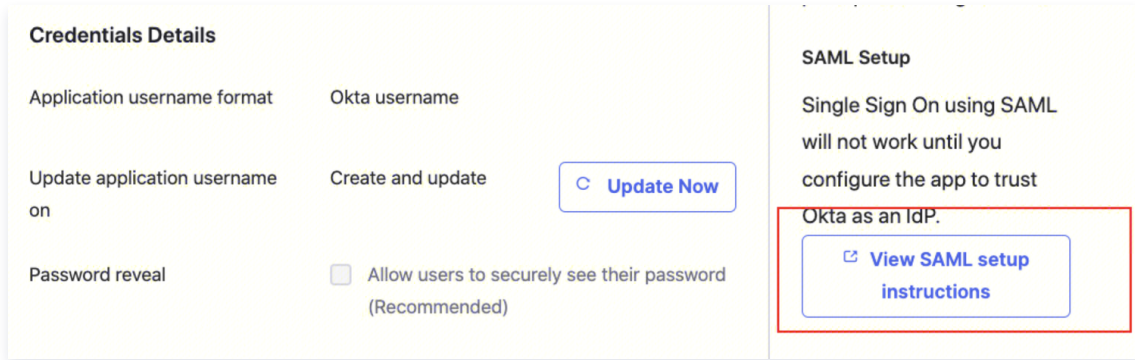 Credentials Details
Application username format
Okta username
Update application username
on
Create and update
Update Now
Password reveal
Allow users to securely see their password
(Recommended)
SAML Setup
Single Sign On using SAML
will not work until you
configure the app to trust
Okta as an IdP.
View SAML setup
instructions